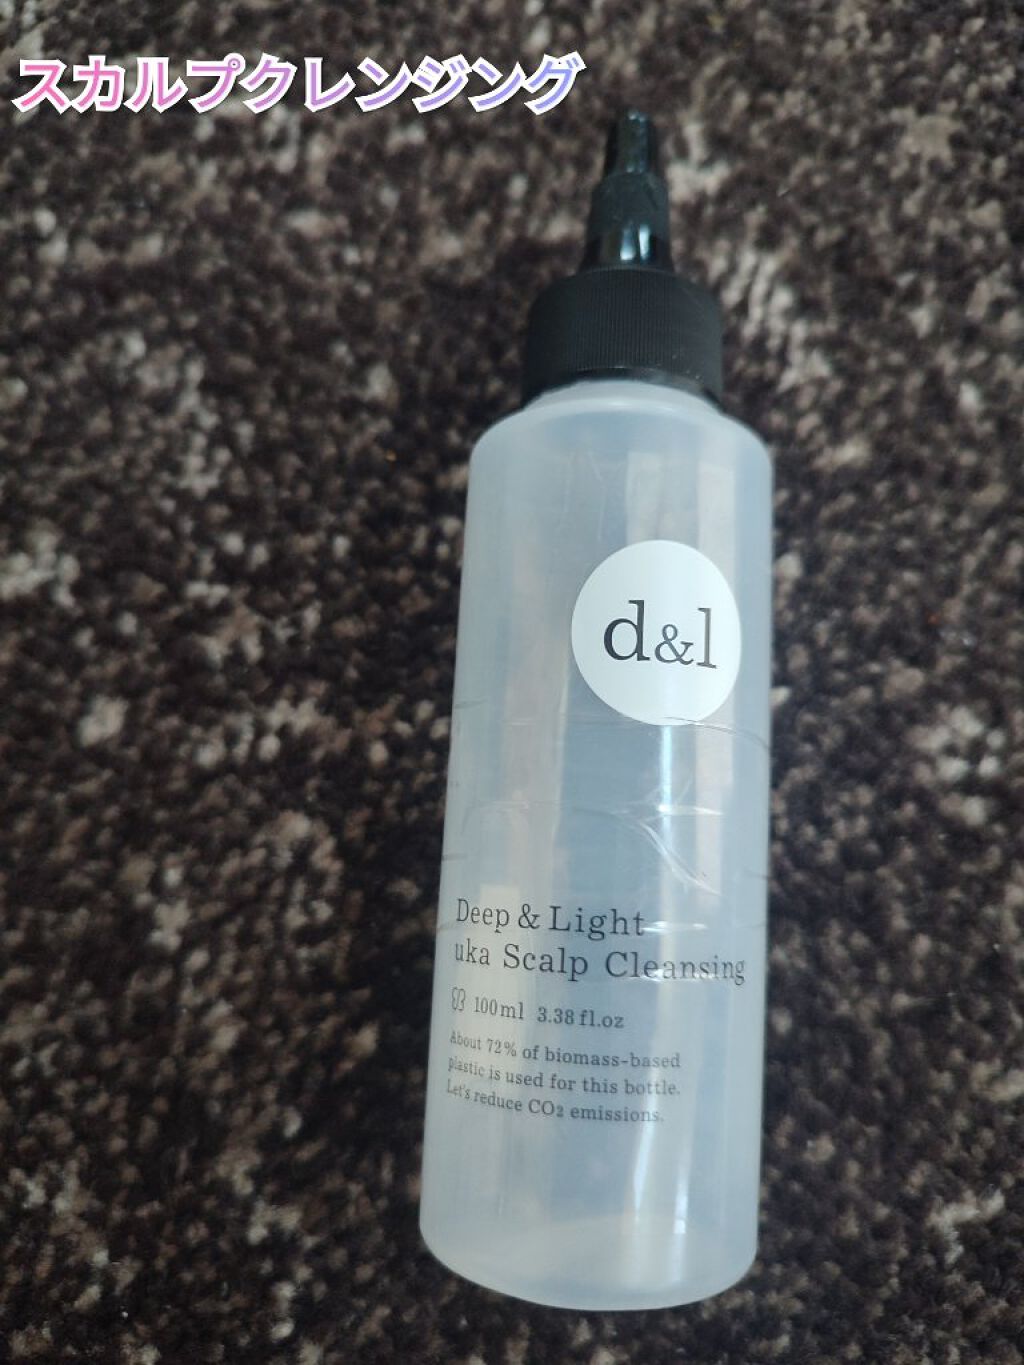 スカルプクレンジング
d&l
Deep & Light
uka Scalp Cleansing
100ml 3.38 fl.oz
About 72% of biomass-based
plastic is used for this bottle.
Let's reduce CO2 emissions.